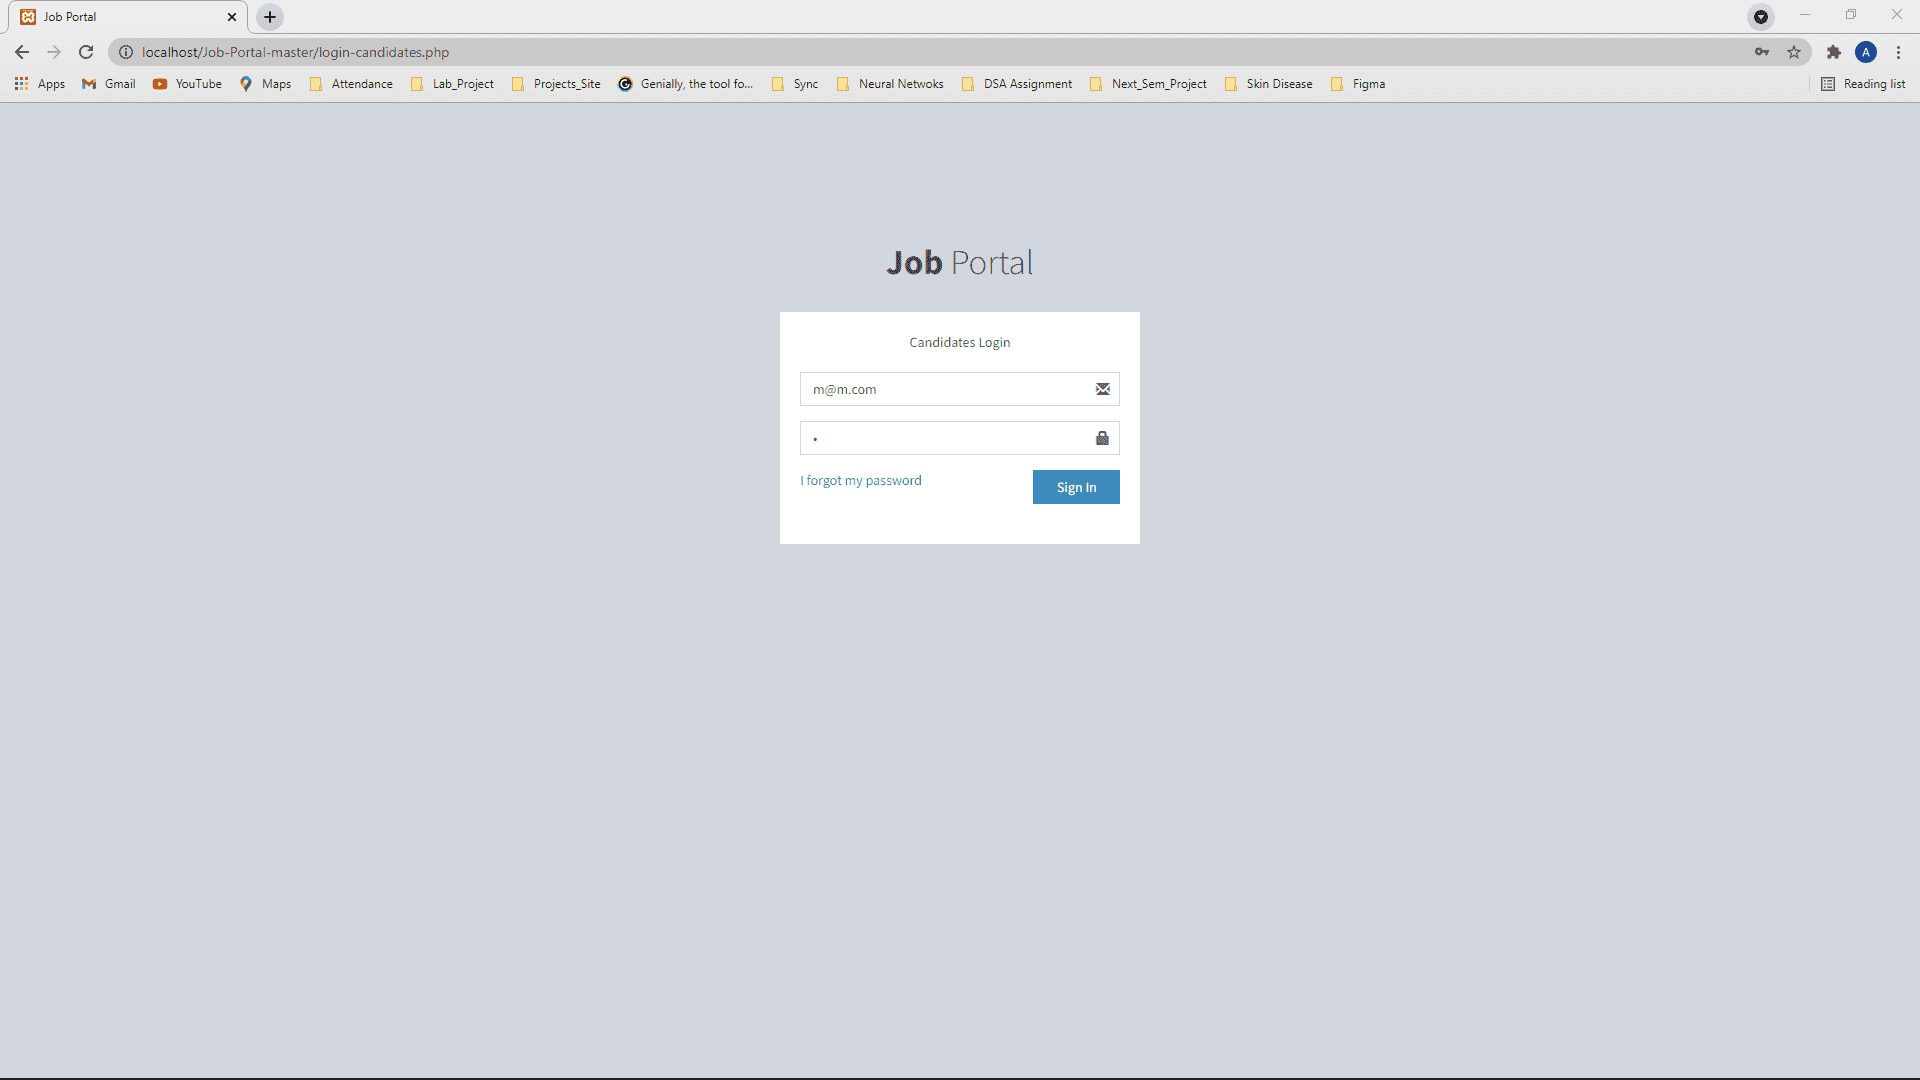 Job Portal
localhost/Job-Portal-master/login-candidates.php
A
Apps Gmail YouTube Maps Attendance Lab_Project Projects_Site Genially, the tool fo... Sync Neural Netwoks DSA Assignment Next_Sem_Project Skin Disease Figma Reading list
Job Portal
Candidates Login
m@m.com
•
I forgot my password
Sign In